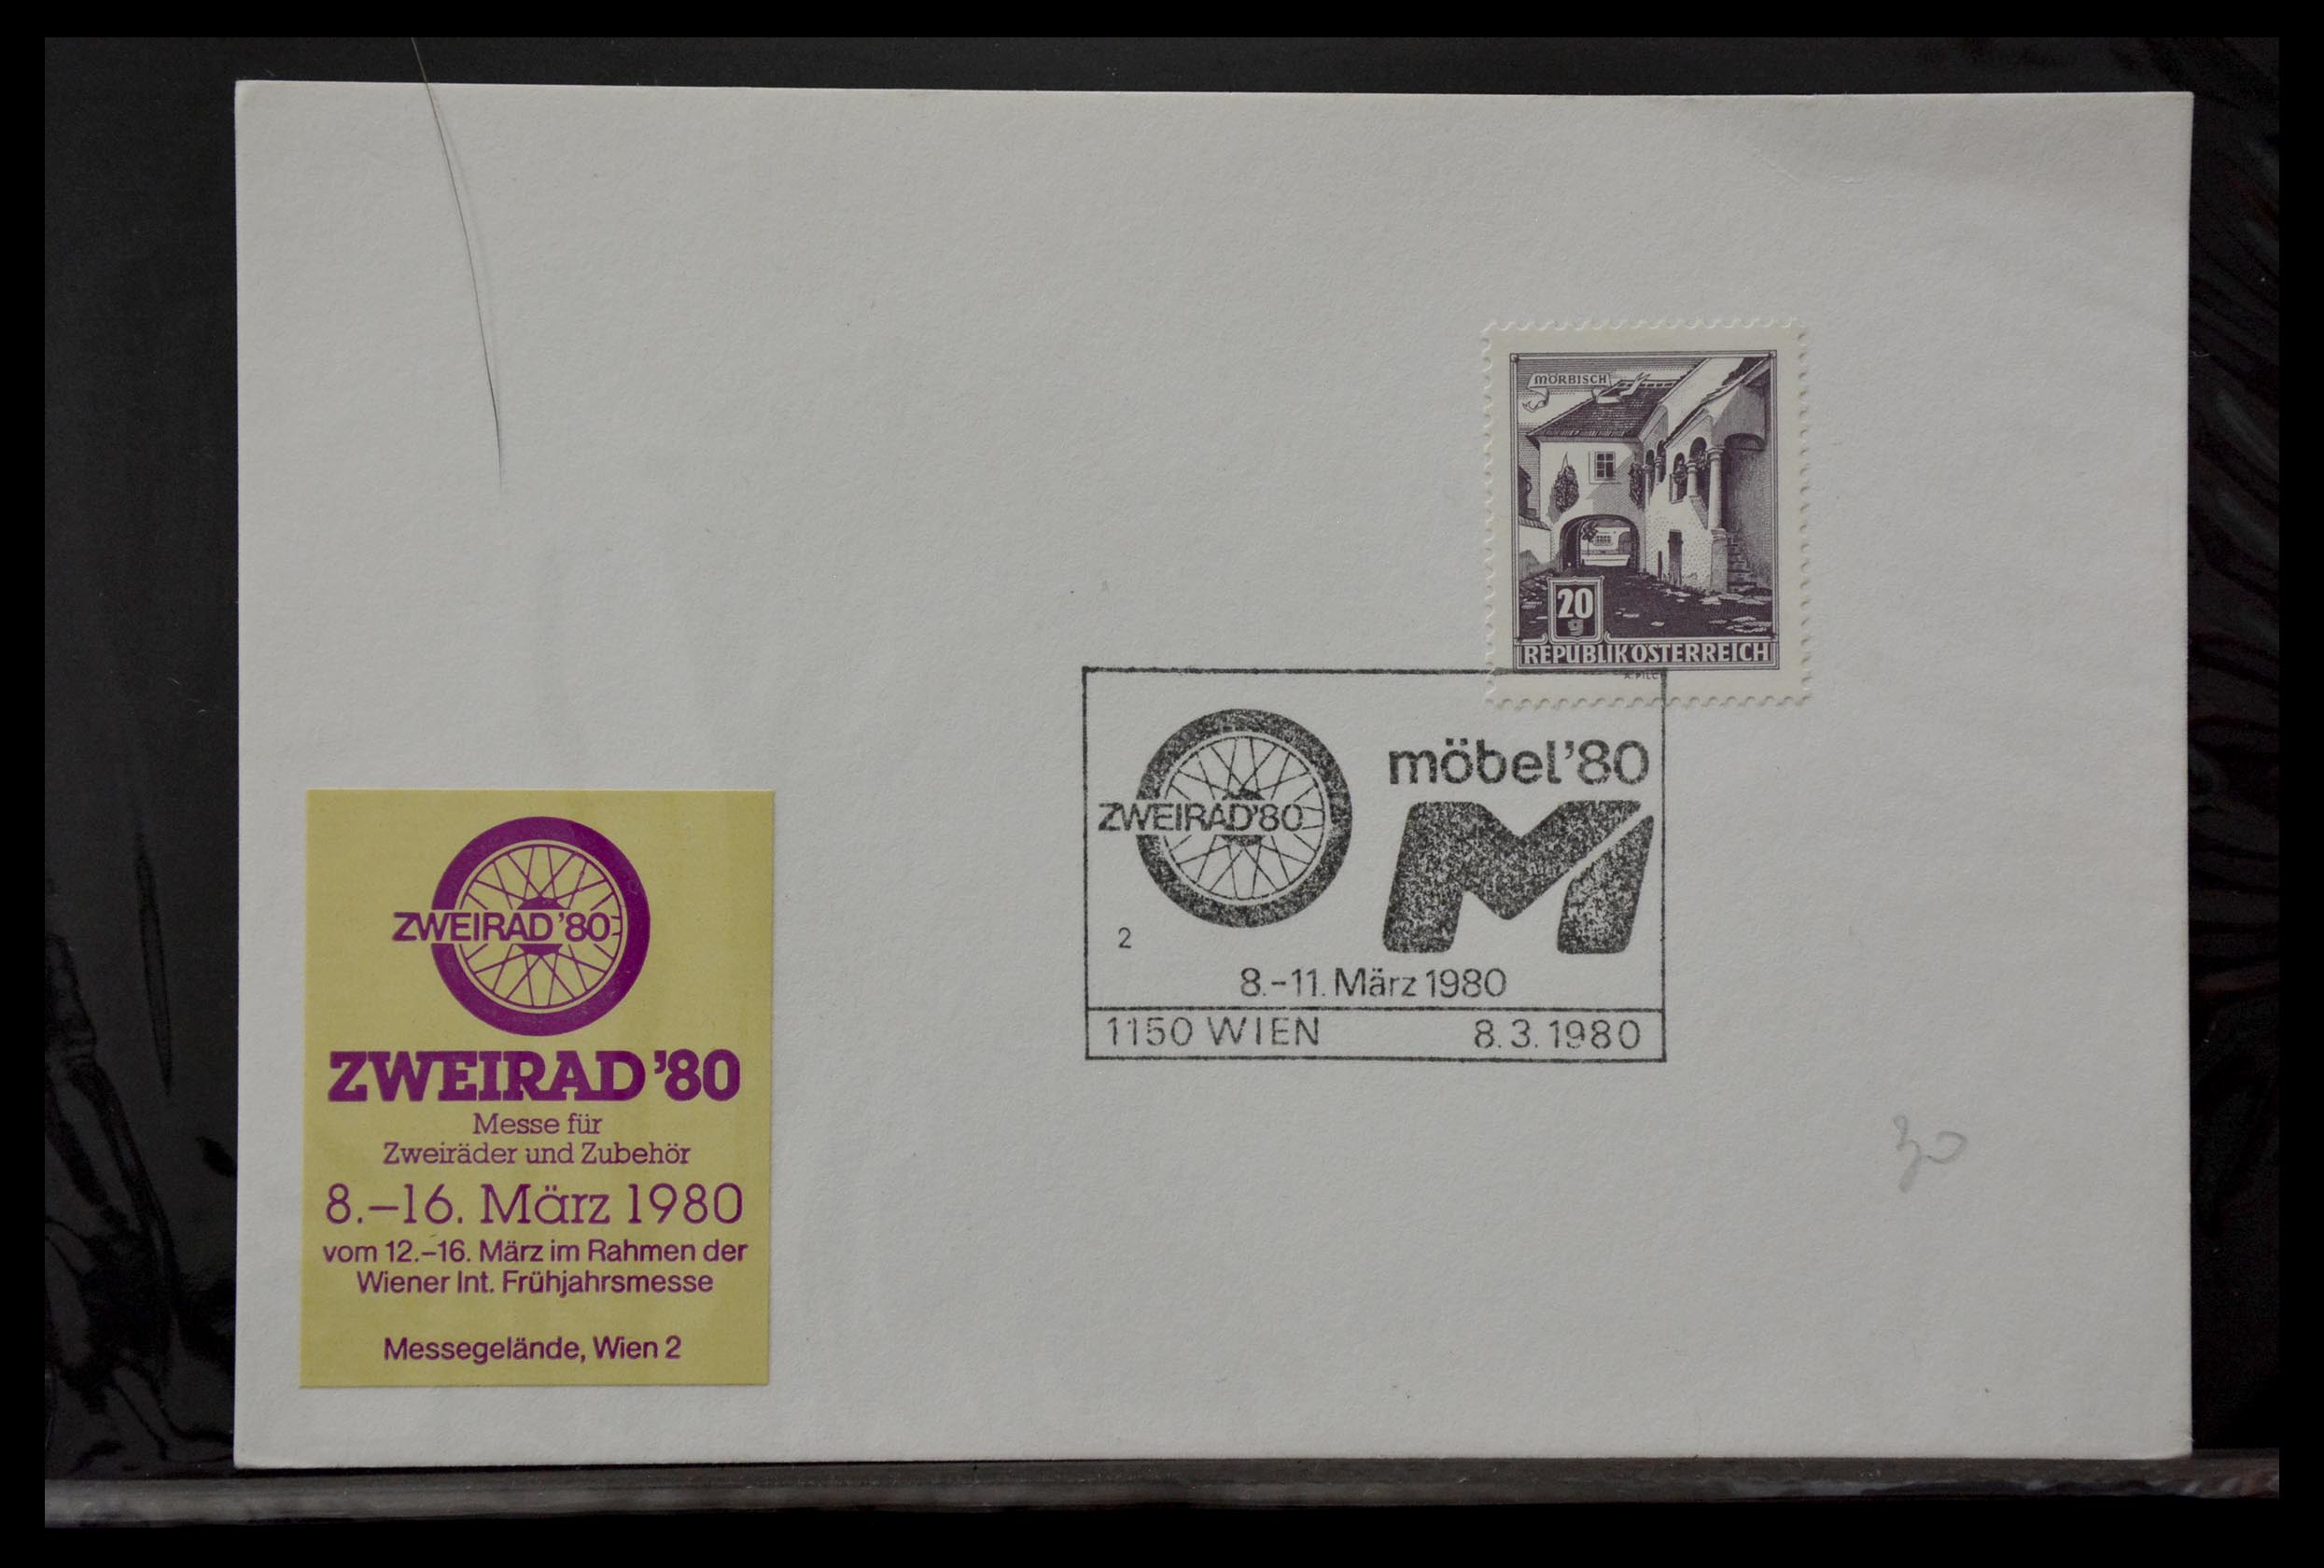 MÖRBISCH
20
g
REPUBLIK ÖSTERREICH
A. PILCH
ZWEIRAD'80
möbel'80
M
2
8.-11. März 1980
1150 WIEN 8.3.1980
30
ZWEIRAD '80
ZWEIRAD '80
Messe für
Zweiräder und Zubehör
8.–16. März 1980
vom 12.–16. März im Rahmen der
Wiener Int. Frühjahrsmesse
Messegelände, Wien 2